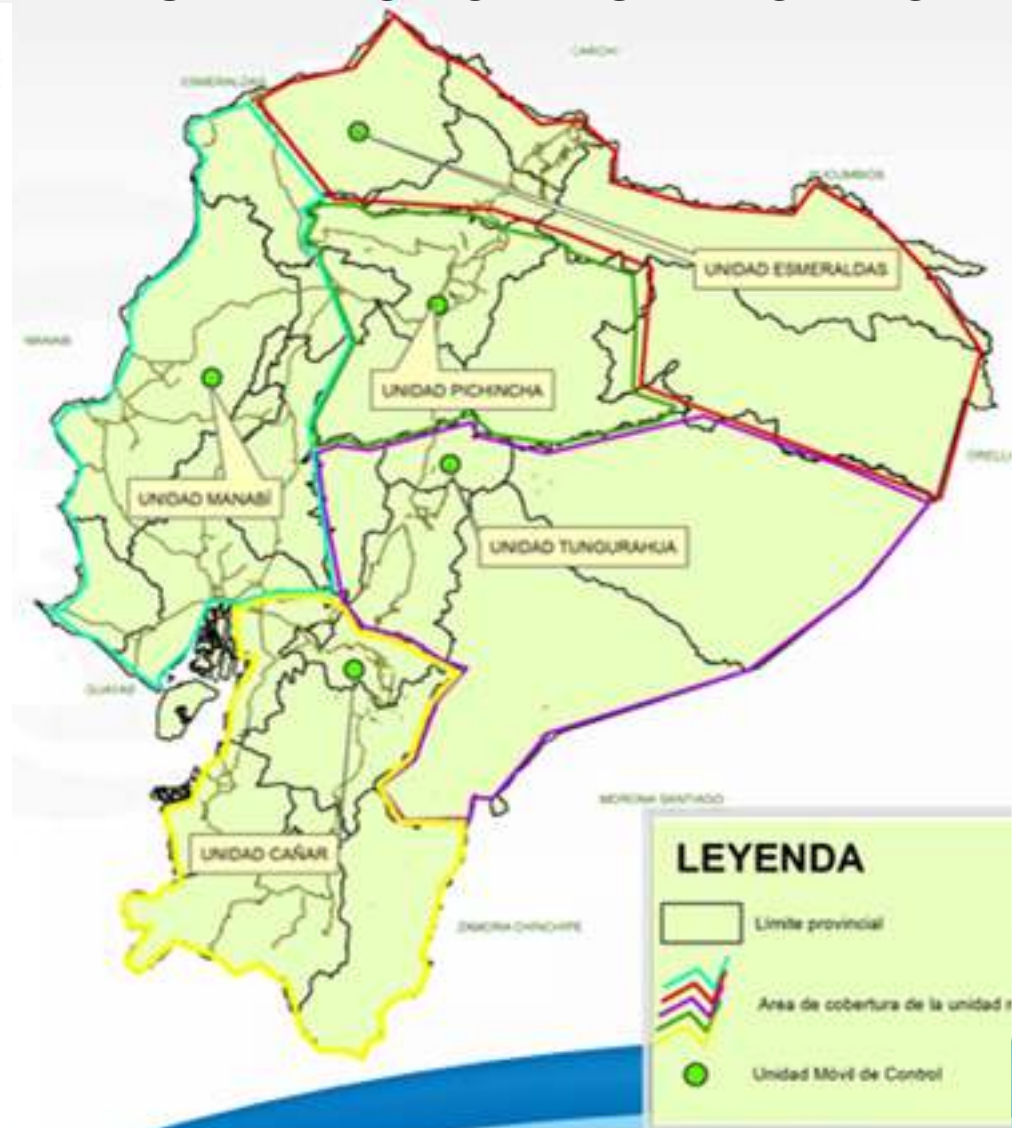 CARCHI
ESMERALDAS
SUCUMBIOS
UNIDAD ESMERALDAS
MANABI
UNIDAD PICHINCHA
UNIDAD MANABÍ
UNIDAD TUNGURAHUA
GUAYAS
MORONA SANTIAGO
UNIDAD CAÑAR
ZAMORA CHINCHIPE
LEYENDA
Límite provincial
Area de cobertura de la unidad
Unidad Móvil de Control